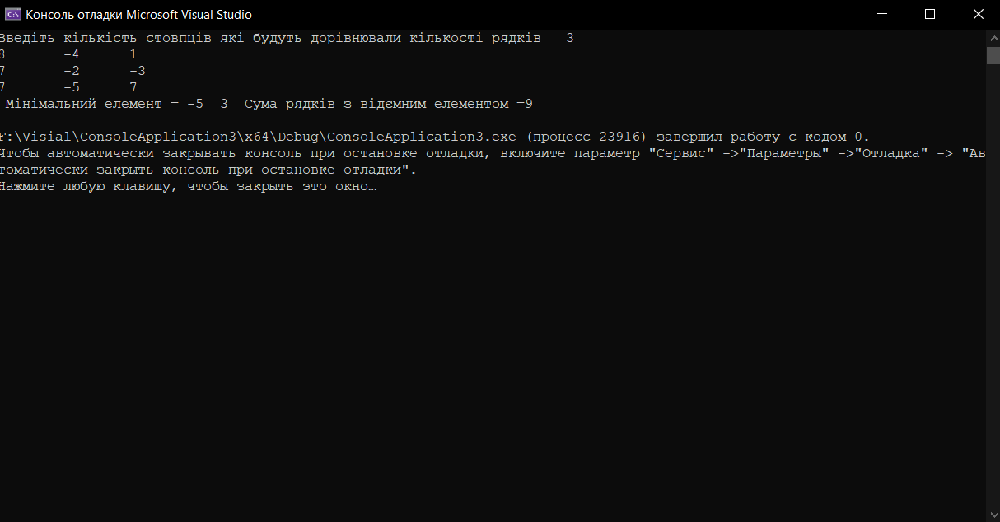 Консоль отладки Microsoft Visual Studio
Введіть кількість стовпців які будуть дорівнювали кількості рядків   3
8       -4      1
7       -2      -3
7       -5      7
 Мінімальний елемент = -5  3  Сума рядків з відємним елементом =9
F:\Visial\ConsoleApplication3\x64\Debug\ConsoleApplication3.exe (процесс 23916) завершил работу с кодом 0.
Чтобы автоматически закрывать консоль при остановке отладки, включите параметр "Сервис" ->"Параметры" ->"Отладка" -> "Ав
томатически закрыть консоль при остановке отладки".
Нажмите любую клавишу, чтобы закрыть это окно…